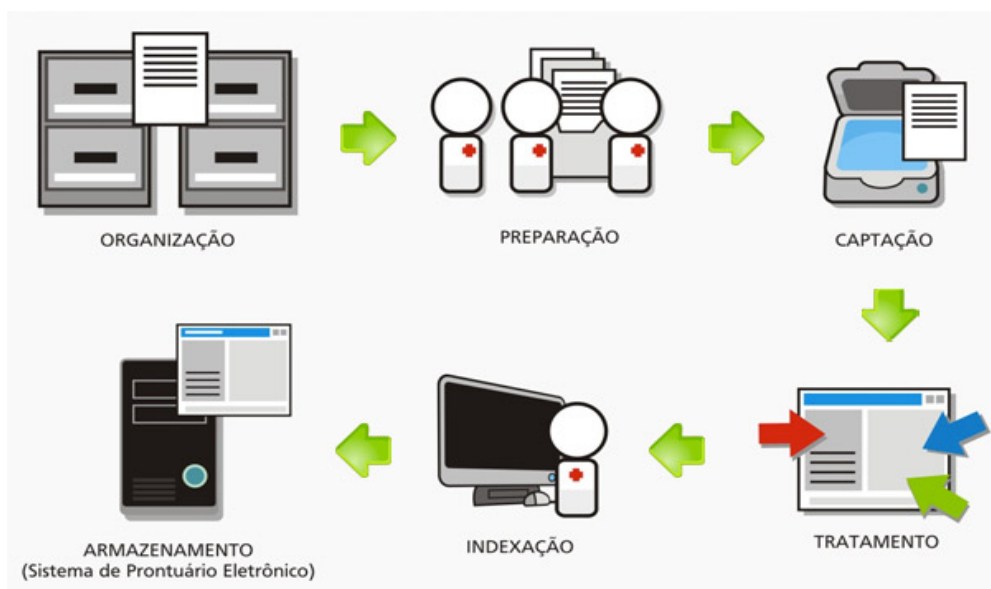 ORGANIZAÇÃO
PREPARAÇÃO
CAPTAÇÃO
TRATAMENTO
INDEXAÇÃO
ARMAZENAMENTO
(Sistema de Prontuário Eletrônico)